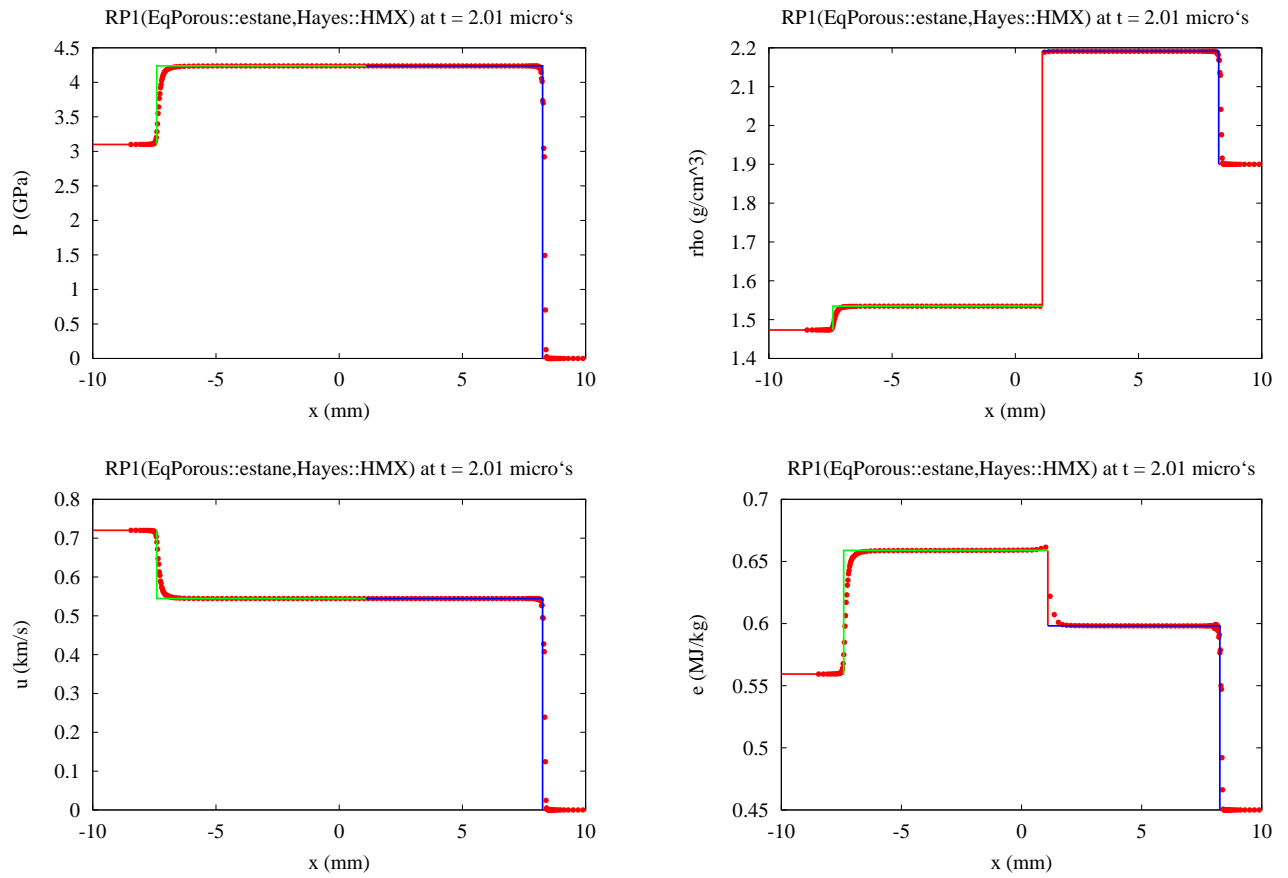 RP1(EqPorous::estane,Hayes::HMX) at t = 2.01 micro‘s
4.5
4
3.5
3
2.5
2
1.5
1
0.5
0
P (GPa)
-10 -5 0 5 10
x (mm)
RP1(EqPorous::estane,Hayes::HMX) at t = 2.01 micro‘s
2.2
2.1
2
1.9
1.8
1.7
1.6
1.5
1.4
rho (g/cm^3)
-10 -5 0 5 10
x (mm)
RP1(EqPorous::estane,Hayes::HMX) at t = 2.01 micro‘s
0.8
0.7
0.6
0.5
0.4
0.3
0.2
0.1
0
u (km/s)
-10 -5 0 5 10
x (mm)
RP1(EqPorous::estane,Hayes::HMX) at t = 2.01 micro‘s
0.7
0.65
0.6
0.55
0.5
0.45
e (MJ/kg)
-10 -5 0 5 10
x (mm)